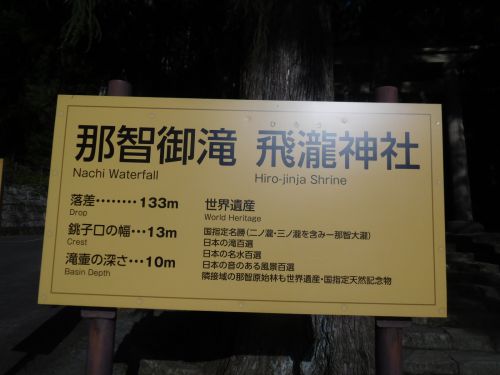 那智御滝 飛瀧神社
Nachi Waterfall Hiro-jinja Shrine
落差········133m
Drop
銚子口の幅···13m
Crest
滝壷の深さ···10m
Basin Depth
世界遺産
World Heritage
国指定名勝(二ノ瀧・三ノ瀧を含み一那智大瀧)
日本の滝百選
日本の名水百選
日本の音のある風景百選
隣接域の那智原始林も世界遺産・国指定天然記念物